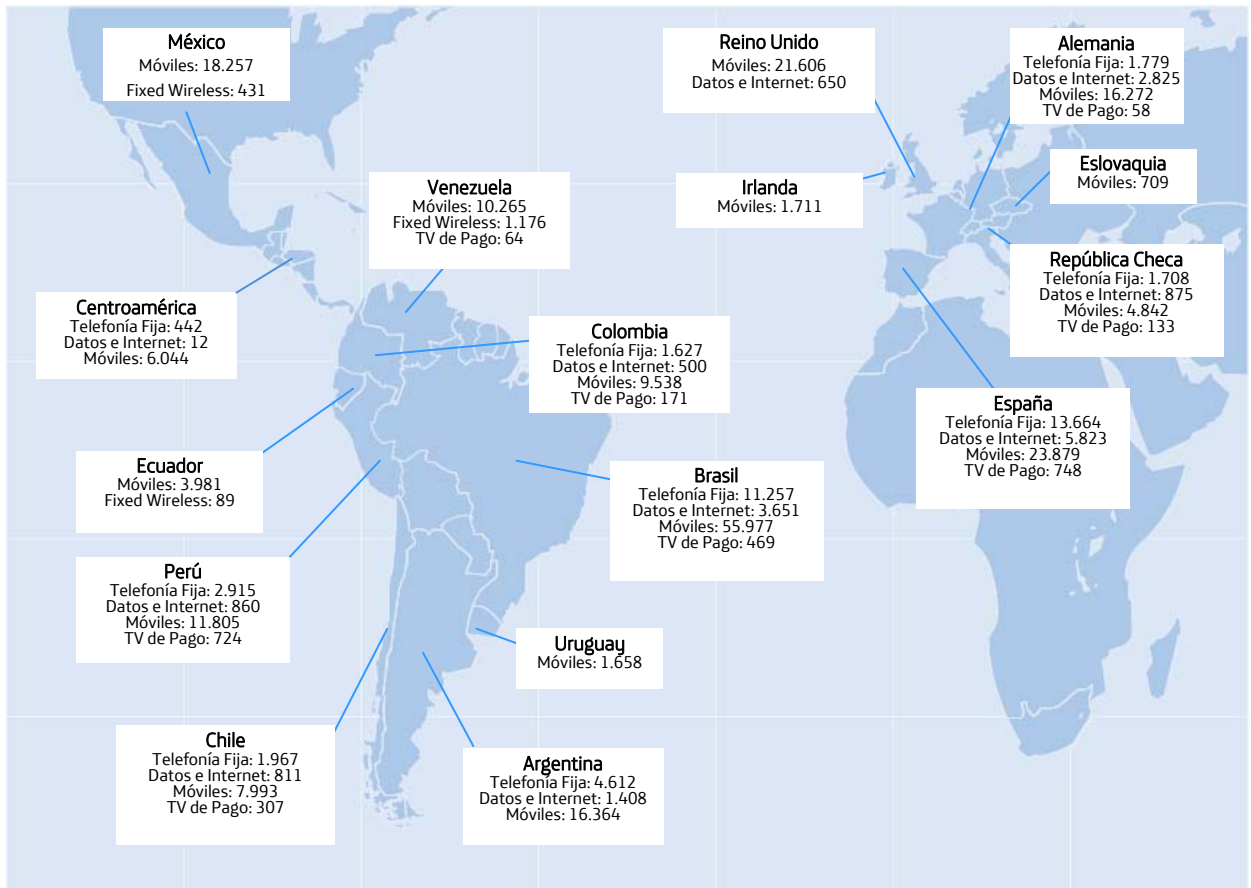 México
Móviles: 18.257
Fixed Wireless: 431
Reino Unido
Móviles: 21.606
Datos e Internet: 650
Alemania
Telefonía Fija: 1.779
Datos e Internet: 2.825
Móviles: 16.272
TV de Pago: 58
Venezuela
Móviles: 10.265
Fixed Wireless: 1.176
TV de Pago: 64
Irlanda
Móviles: 1.711
Eslovaquia
Móviles: 709
República Checa
Telefonía Fija: 1.708
Datos e Internet: 875
Móviles: 4.842
TV de Pago: 133
Centroamérica
Telefonía Fija: 442
Datos e Internet: 12
Móviles: 6.044
Colombia
Telefonía Fija: 1.627
Datos e Internet: 500
Móviles: 9.538
TV de Pago: 171
España
Telefonía Fija: 13.664
Datos e Internet: 5.823
Móviles: 23.879
TV de Pago: 748
Ecuador
Móviles: 3.981
Fixed Wireless: 89
Brasil
Telefonía Fija: 11.257
Datos e Internet: 3.651
Móviles: 55.977
TV de Pago: 469
Perú
Telefonía Fija: 2.915
Datos e Internet: 860
Móviles: 11.805
TV de Pago: 724
Uruguay
Móviles: 1.658
Chile
Telefonía Fija: 1.967
Datos e Internet: 811
Móviles: 7.993
TV de Pago: 307
Argentina
Telefonía Fija: 4.612
Datos e Internet: 1.408
Móviles: 16.364